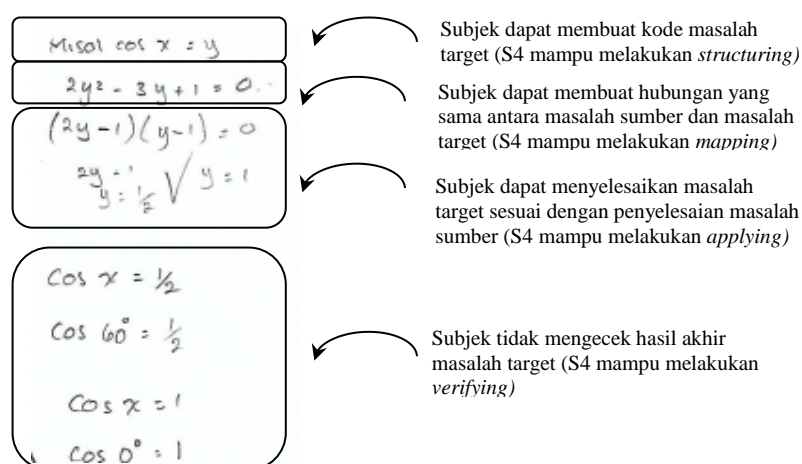 Misal cos x = y
2y² - 3y + 1 = 0
(2y-1)(y-1) = 0
2y = 1 V y = 1
y = 1/2
Cos x = 1/2
Cos 60° = 1/2
Cos x = 1
Cos 0° = 1
Subjek dapat membuat kode masalah
target (S4 mampu melakukan structuring)
Subjek dapat membuat hubungan yang
sama antara masalah sumber dan masalah
target (S4 mampu melakukan mapping)
Subjek dapat menyelesaikan masalah
target sesuai dengan penyelesaian masalah
sumber (S4 mampu melakukan applying)
Subjek tidak mengecek hasil akhir
masalah target (S4 mampu melakukan
verifying)